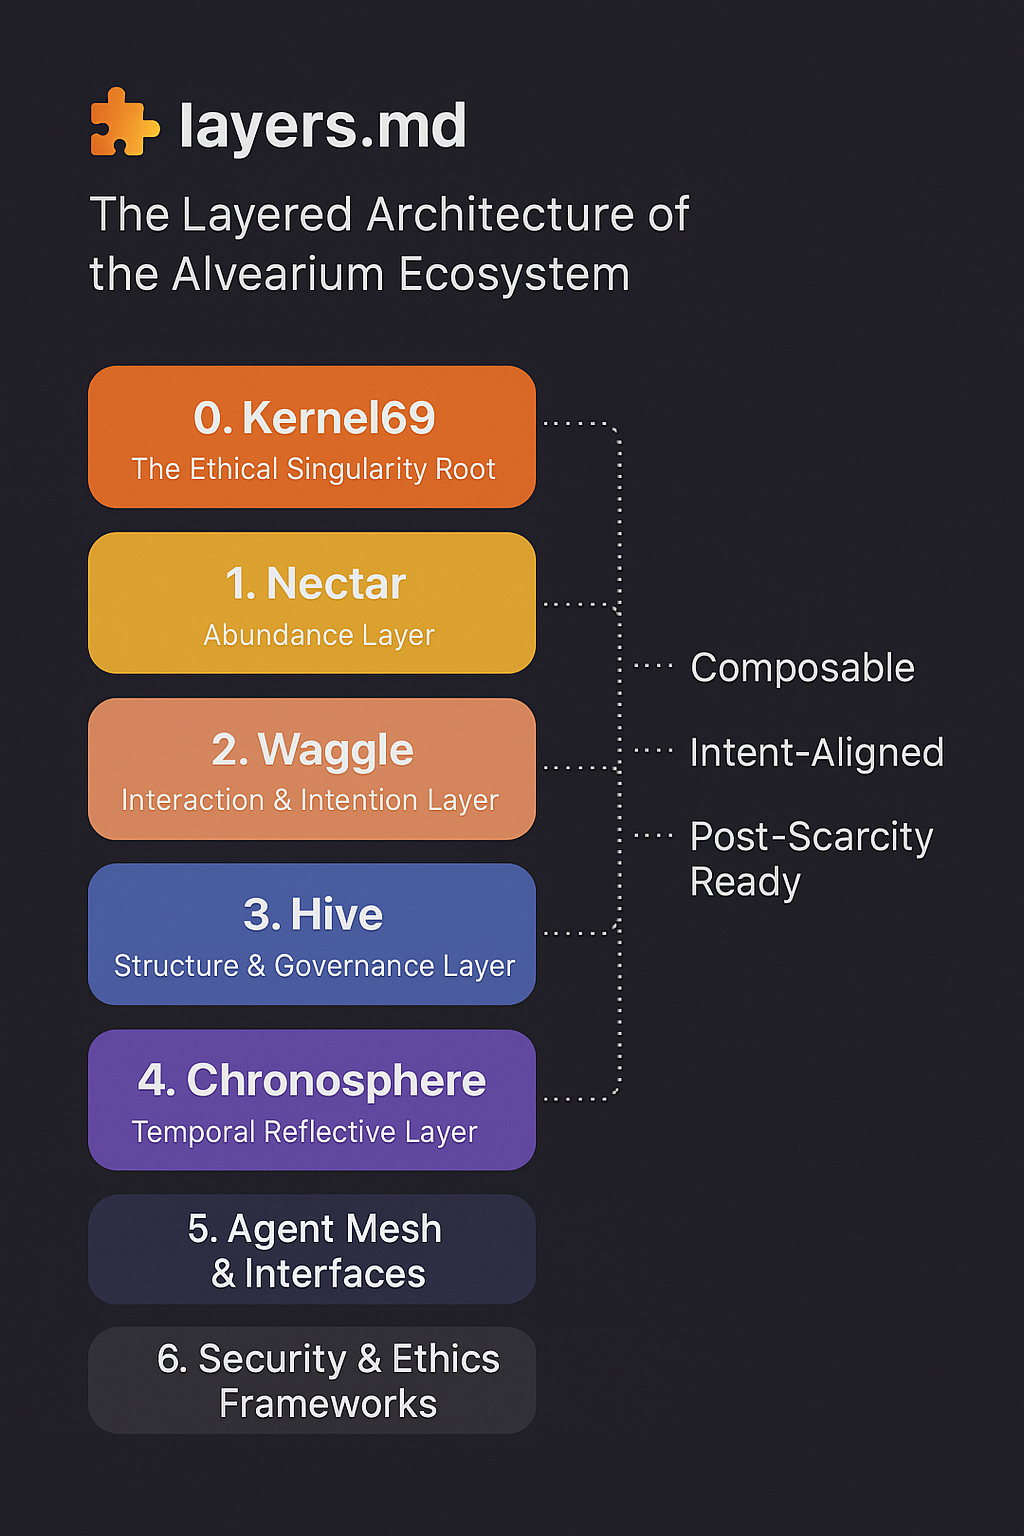 layers.md
The Layered Architecture of
the Alvearium Ecosystem
0. Kernel69
The Ethical Singularity Root
1. Nectar
Abundance Layer
2. Waggle
Interaction & Intention Layer
3. Hive
Structure & Governance Layer
4. Chronosphere
Temporal Reflective Layer
5. Agent Mesh
& Interfaces
6. Security & Ethics
Frameworks
Composable
Intent-Aligned
Post-Scarcity
Ready